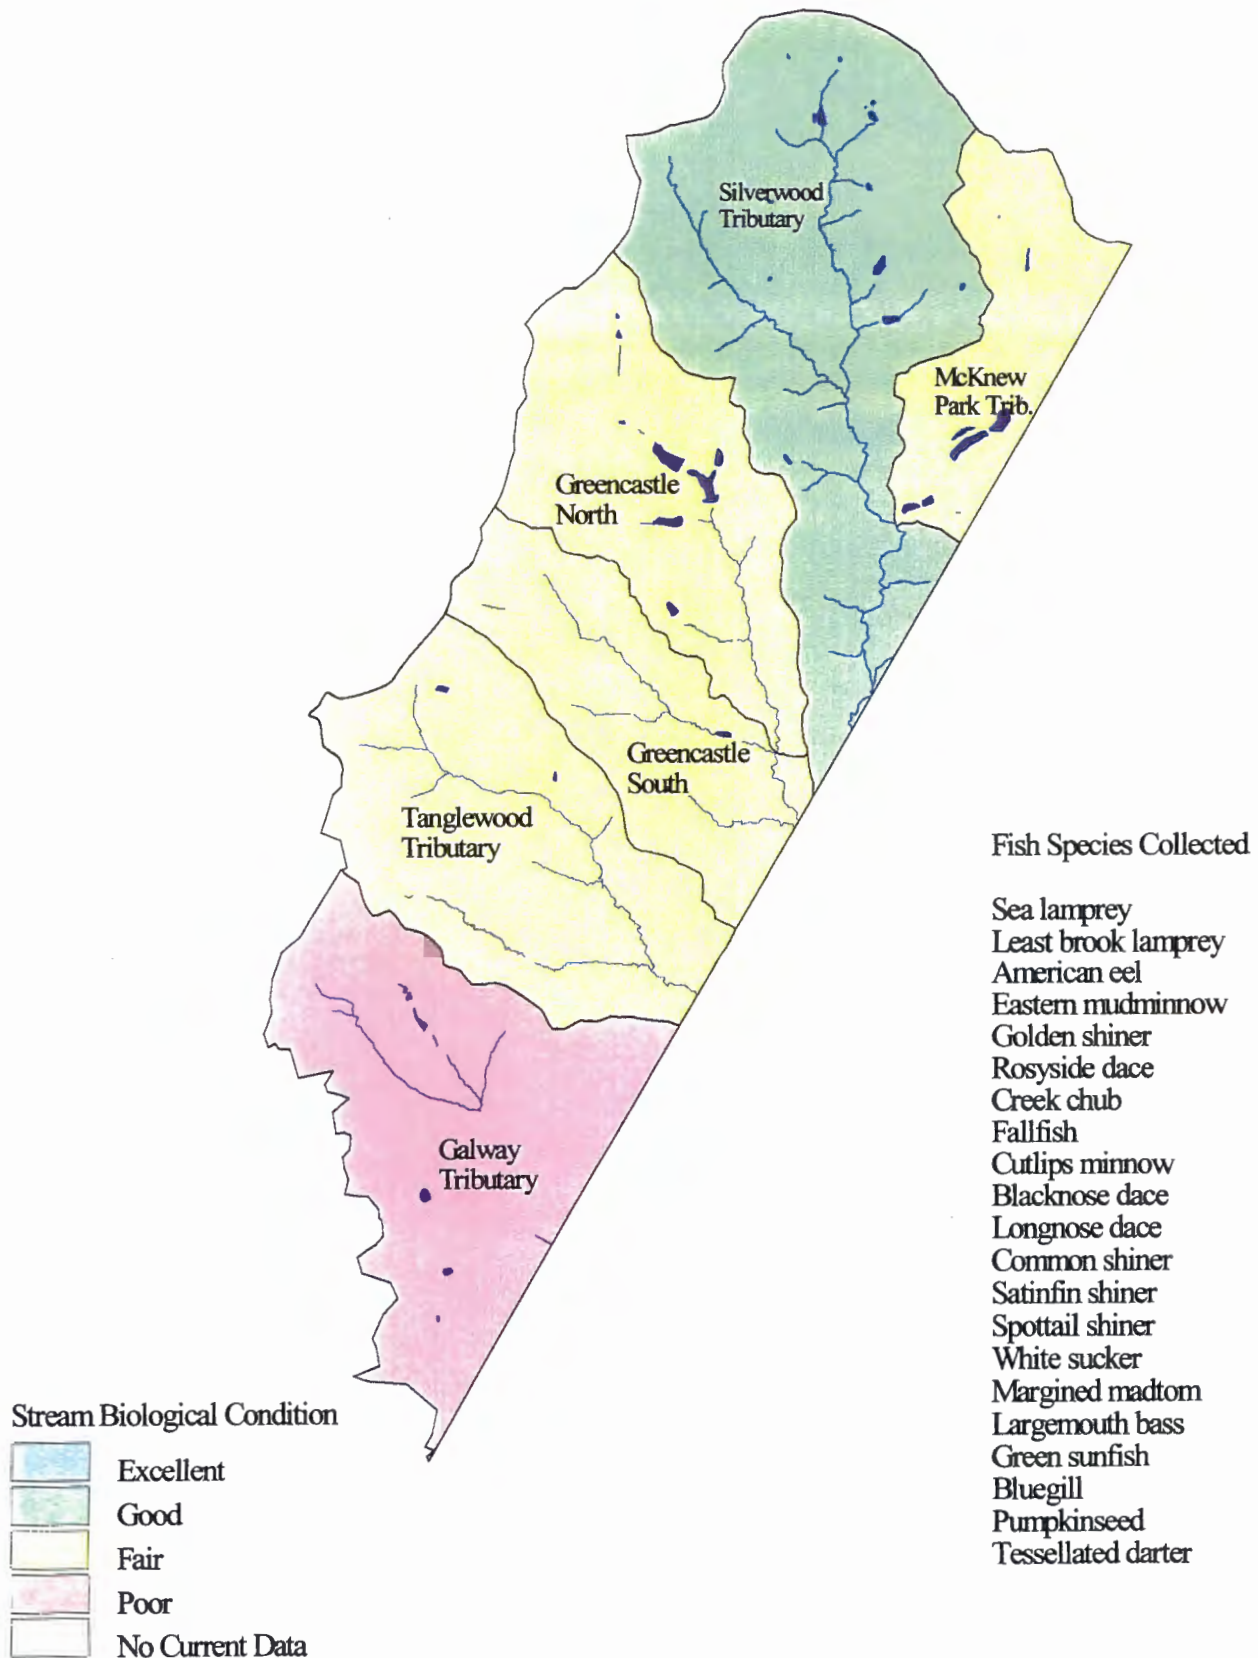 Silverwood
Tributary
McKnew
Park Trib.
Greencastle
North
Greencastle
South
Tanglewood
Tributary
Galway
Tributary
Fish Species Collected
Sea lamprey
Least brook lamprey
American eel
Eastern mudminnow
Golden shiner
Rosyside dace
Creek chub
Fallfish
Cutlips minnow
Blacknose dace
Longnose dace
Common shiner
Satinfin shiner
Spottail shiner
White sucker
Margined madtom
Largemouth bass
Green sunfish
Bluegill
Pumpkinseed
Tessellated darter
Stream Biological Condition
Excellent
Good
Fair
Poor
No Current Data